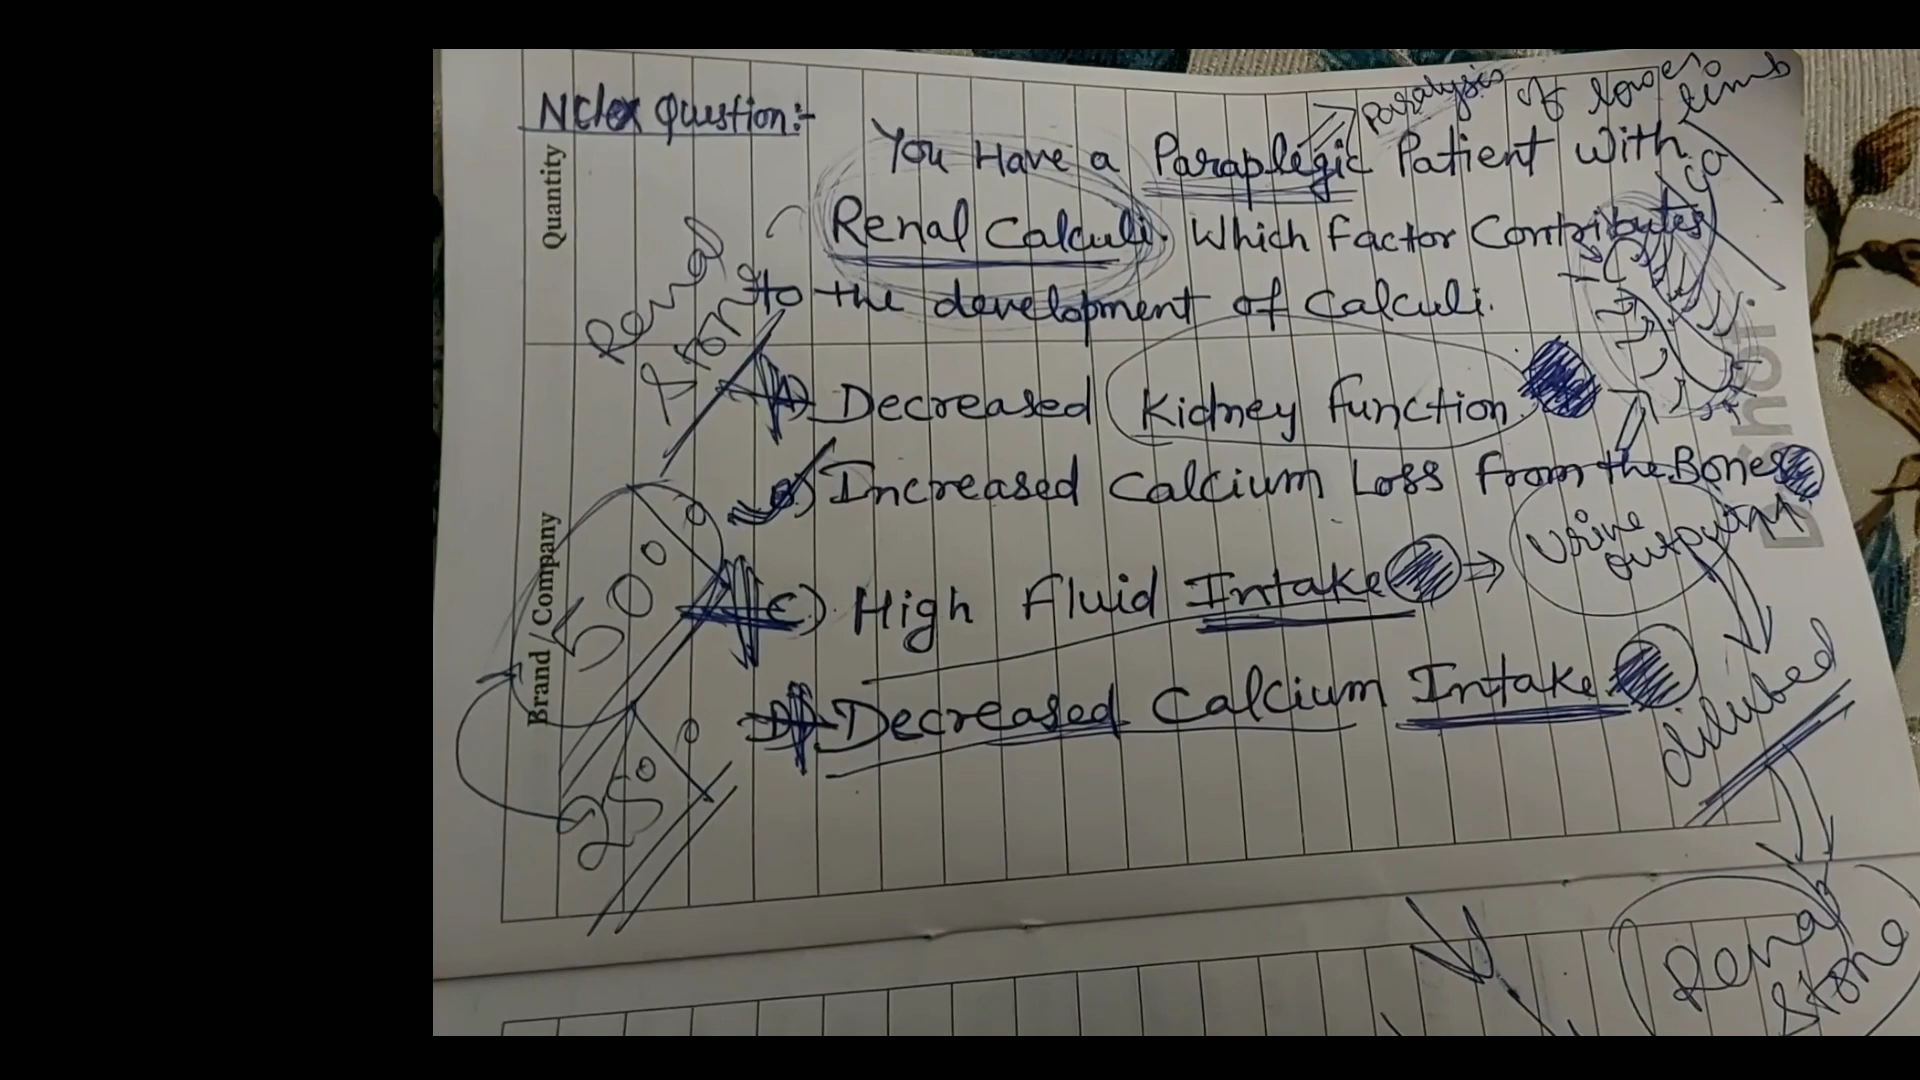 Nclex Question:-
paralysis of lower limb
You Have a Paraplegic Patient with
Renal Calculi. Which factor Contributes
to the development of Calculi.
Renal
A) Decreased Kidney function
B) Increased Calcium Loss from the Bones
C) High Fluid Intake => Urine output
D) Decreased Calcium Intake
diluted
Renal Stone
500
250
Quantity
Brand / Company